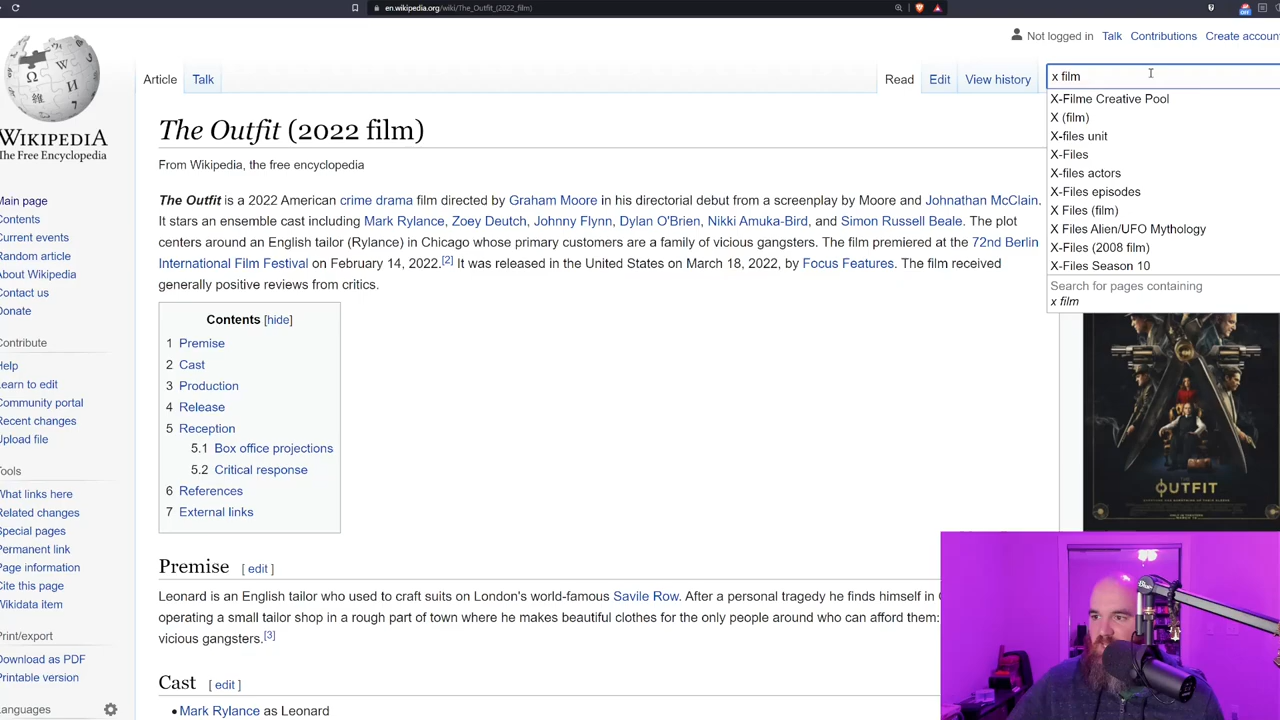 en.wikipedia.org/wiki/The_Outfit_(2022_film)
Not logged in Talk Contributions Create accoun
Article Talk Read Edit View history x film
X-Filme Creative Pool
X (film)
X-files unit
X-Files
X-files actors
X-Files episodes
X Files (film)
X Files Alien/UFO Mythology
X-Files (2008 film)
X-Files Season 10
Search for pages containing
x film
WIKIPEDIA
The Free Encyclopedia
Main page
Contents
Current events
Random article
About Wikipedia
Contact us
Donate
Contribute
Help
Learn to edit
Community portal
Recent changes
Upload file
Tools
What links here
Related changes
Special pages
Permanent link
Page information
Cite this page
Wikidata item
Print/export
Download as PDF
Printable version
Languages
The Outfit (2022 film)
From Wikipedia, the free encyclopedia
The Outfit is a 2022 American crime drama film directed by Graham Moore in his directorial debut from a screenplay by Moore and Johnathan McClain.
It stars an ensemble cast including Mark Rylance, Zoey Deutch, Johnny Flynn, Dylan O'Brien, Nikki Amuka-Bird, and Simon Russell Beale. The plot
centers around an English tailor (Rylance) in Chicago whose primary customers are a family of vicious gangsters. The film premiered at the 72nd Berlin
International Film Festival on February 14, 2022.[2] It was released in the United States on March 18, 2022, by Focus Features. The film received
generally positive reviews from critics.
Contents [hide]
1 Premise
2 Cast
3 Production
4 Release
5 Reception
5.1 Box office projections
5.2 Critical response
6 References
7 External links
THE OUTFIT
Premise [ edit ]
Leonard is an English tailor who used to craft suits on London's world-famous Savile Row. After a personal tragedy he finds himself in C
operating a small tailor shop in a rough part of town where he makes beautiful clothes for the only people around who can afford them:
vicious gangsters.[3]
Cast [ edit ]
• Mark Rylance as Leonard